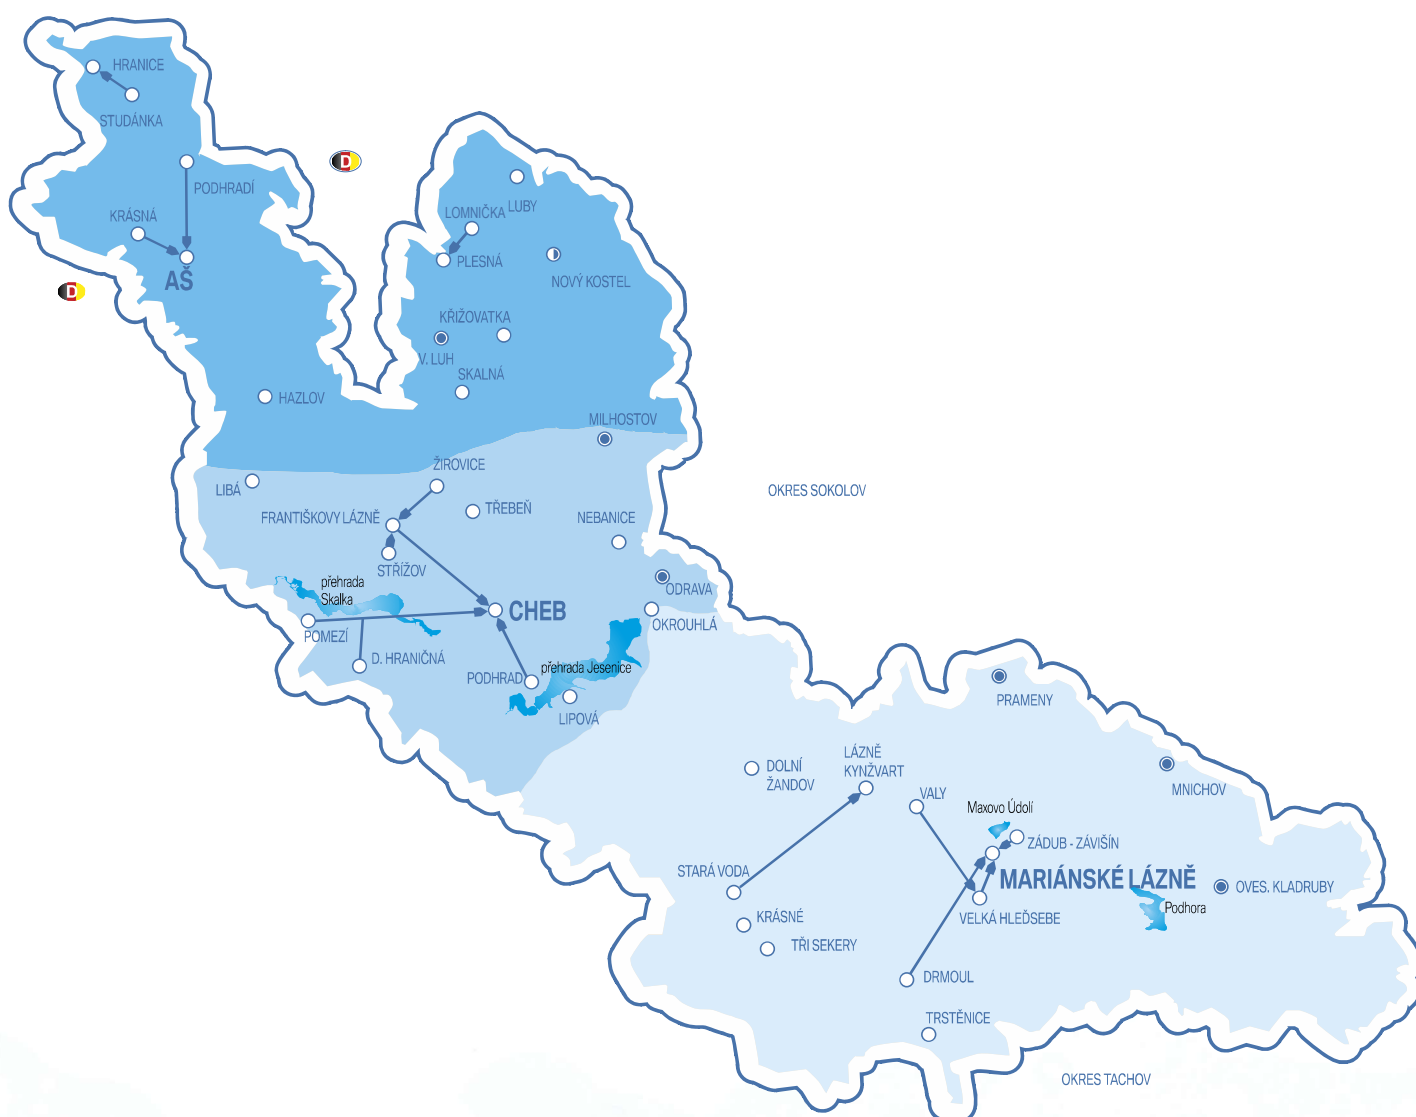 HRANICE
STUDÁNKA
D
PODHRADÍ
KRÁSNÁ
AŠ
D
LOMNIČKA
LUBY
PLESNÁ
NOVÝ KOSTEL
KŘIŽOVATKA
V. LUH
SKALNÁ
HAZLOV
MILHOSTOV
ŽIROVICE
LIBÁ
OKRES SOKOLOV
TŘEBEŇ
FRANTIŠKOVY LÁZNĚ
NEBANICE
STŘÍŽOV
přehrada
Skalka
ODRAVA
CHEB
OKROUHLÁ
POMEZÍ
D. HRANIČNÁ
přehrada Jesenice
PODHRAD
LIPOVÁ
PRAMENY
LÁZNĚ
KYNŽVART
DOLNÍ
ŽANDOV
MNICHOV
VALY
Maxovo Údolí
ZÁDUB - ZÁVIŠÍN
STARÁ VODA
MARIÁNSKÉ LÁZNĚ
OVES. KLADRUBY
Podhora
KRÁSNÉ
VELKÁ HLEĎSEBE
TŘI SEKERY
DRMOUL
TRSTĚNICE
OKRES TACHOV